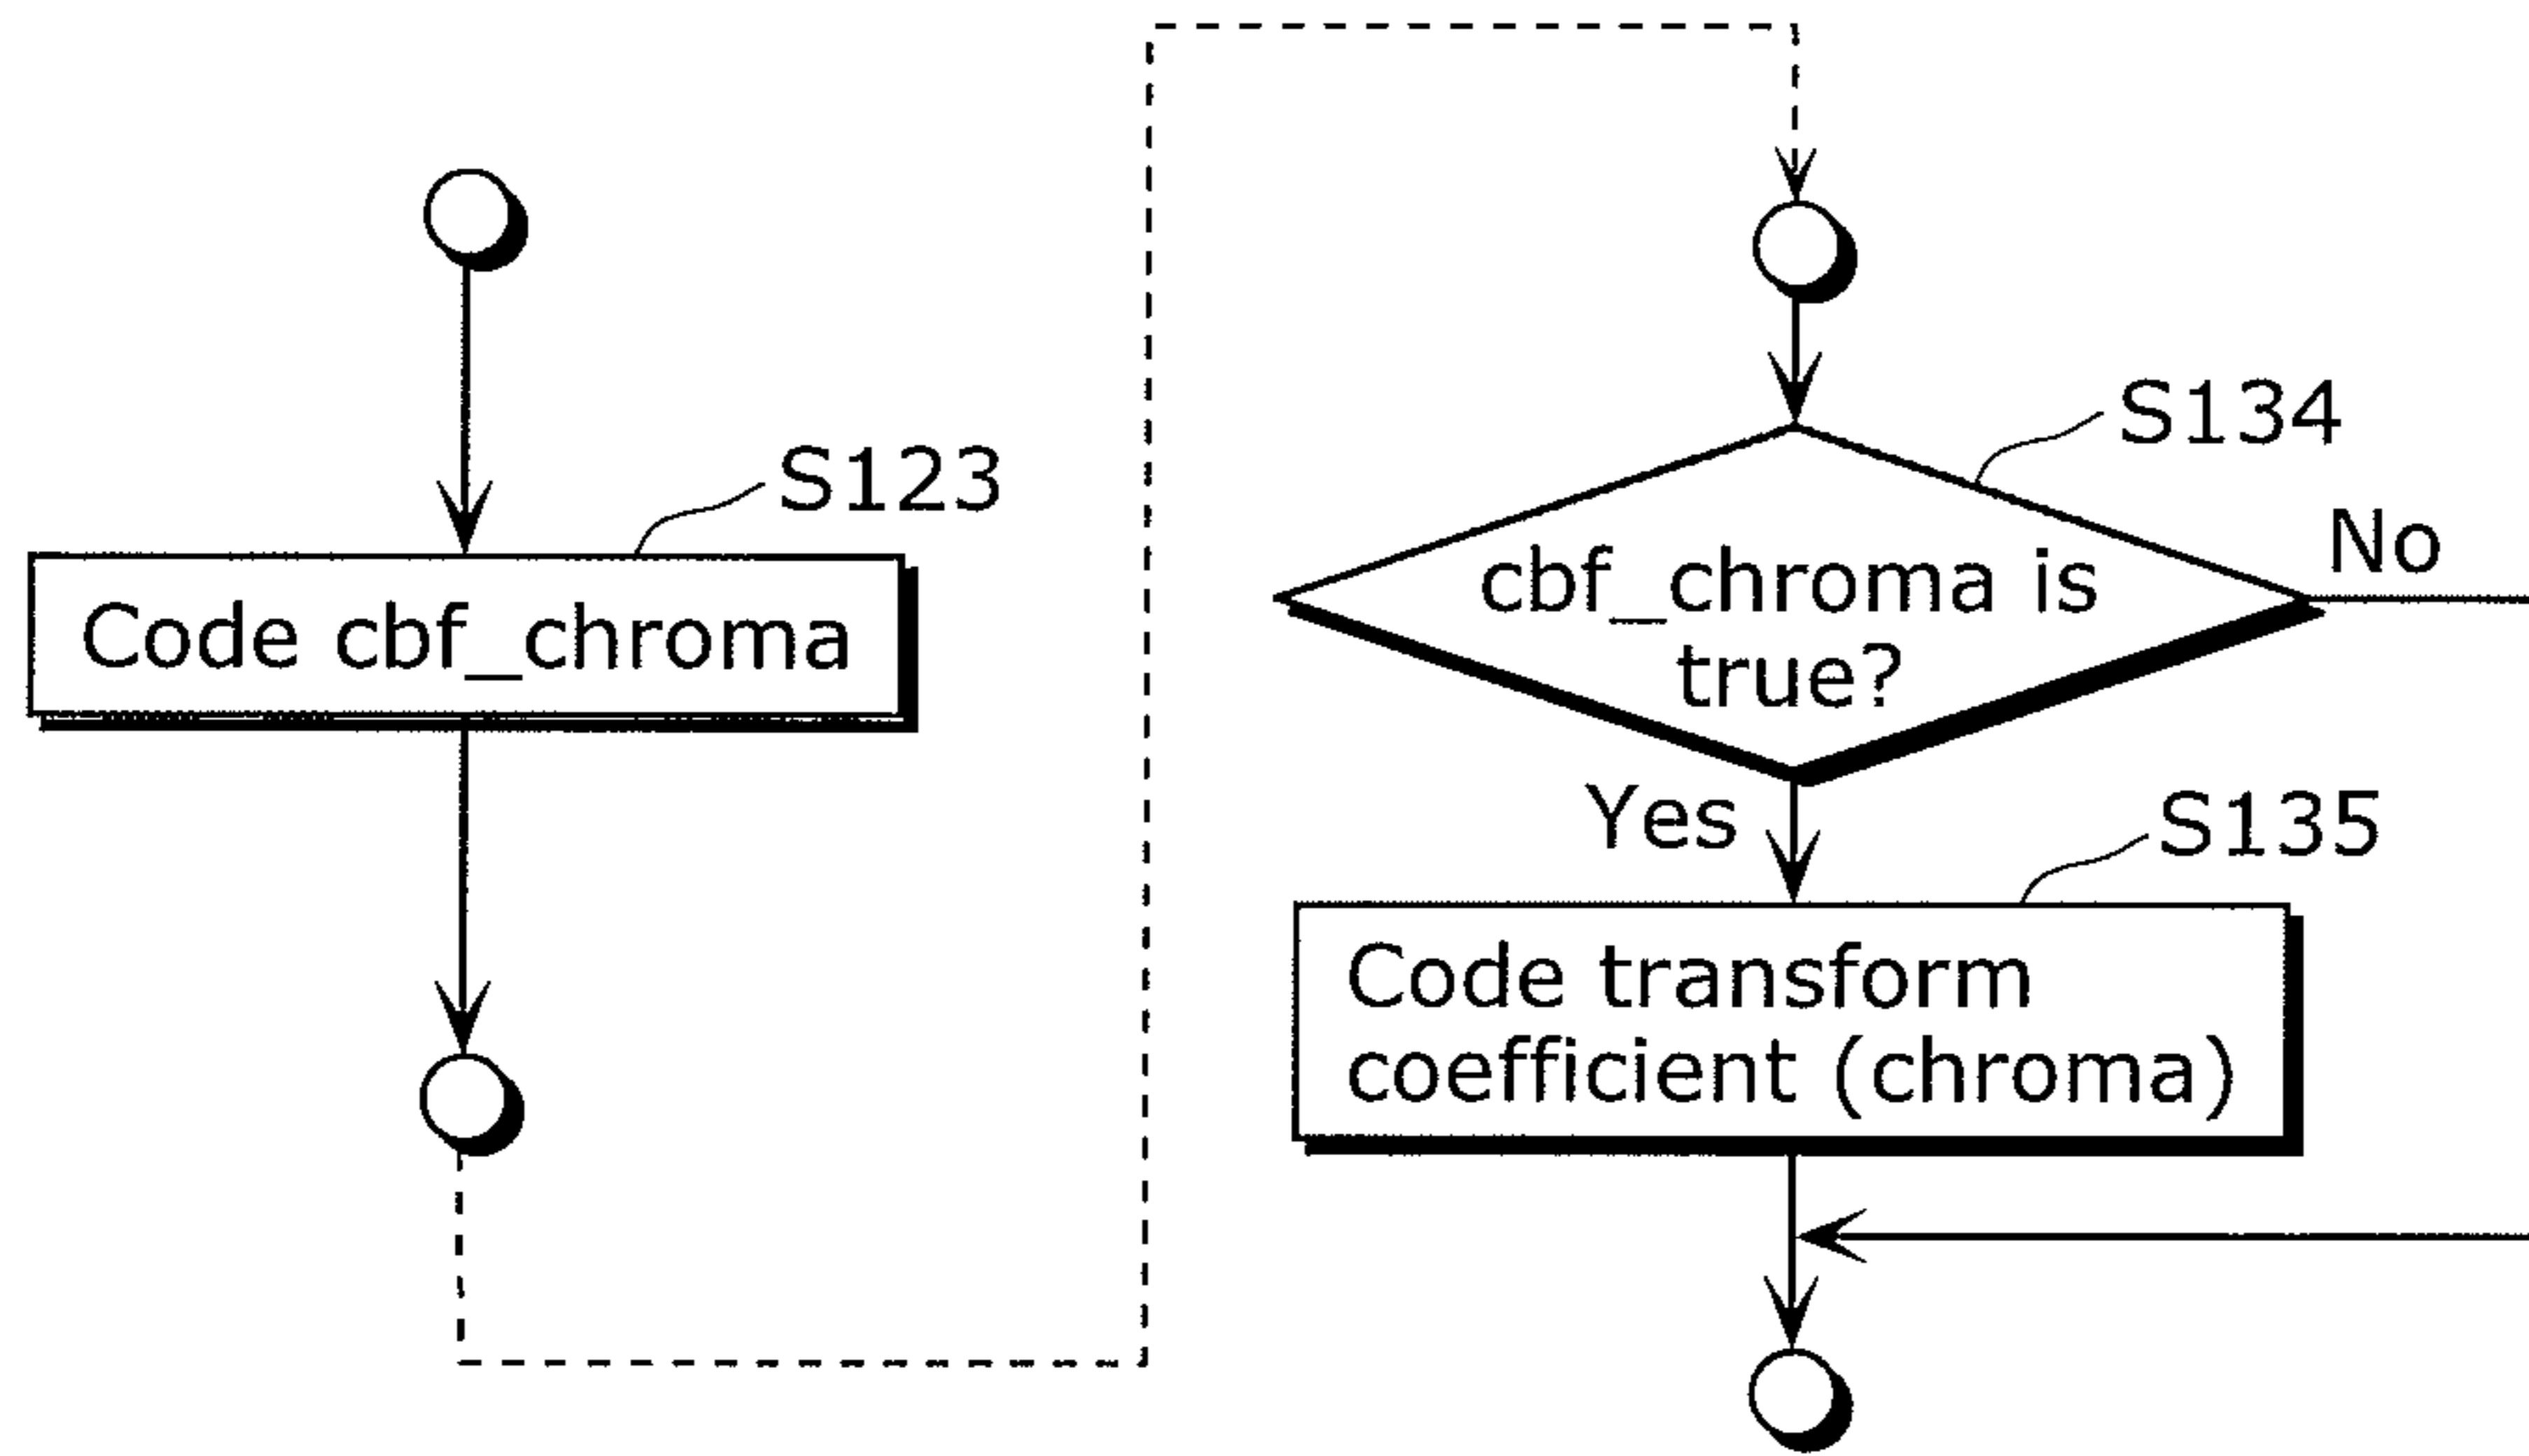 S123
Code cbf_chroma
S134
cbf_chroma is
true?
No
Yes
S135
Code transform
coefficient (chroma)